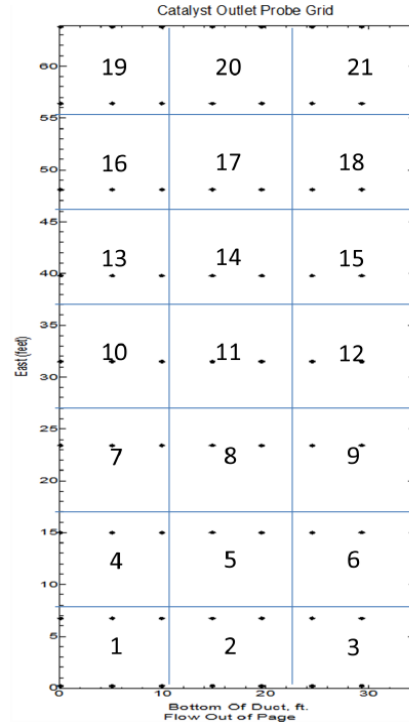 Catalyst Outlet Probe Grid
60
19 20 21
55
50
16 17 18
45
40
13 14 15
35
East (feet)
30
10 11 12
25
20
7 8 9
15
10
4 5 6
5
1 2 3
0
0 10 20 30
Bottom Of Duct, ft.
Flow Out of Page